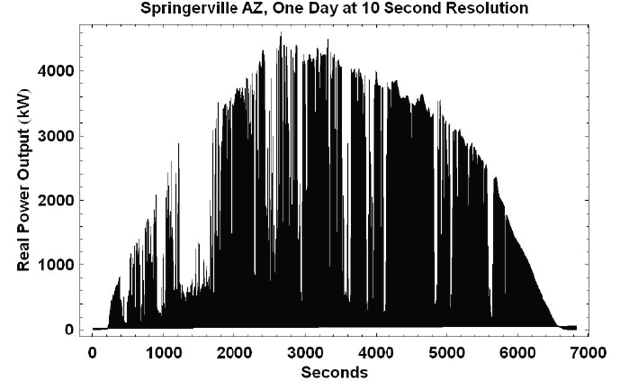 Springerville AZ, One Day at 10 Second Resolution
Real Power Output (kW)
4000
3000
2000
1000
0
0 1000 2000 3000 4000 5000 6000 7000
Seconds